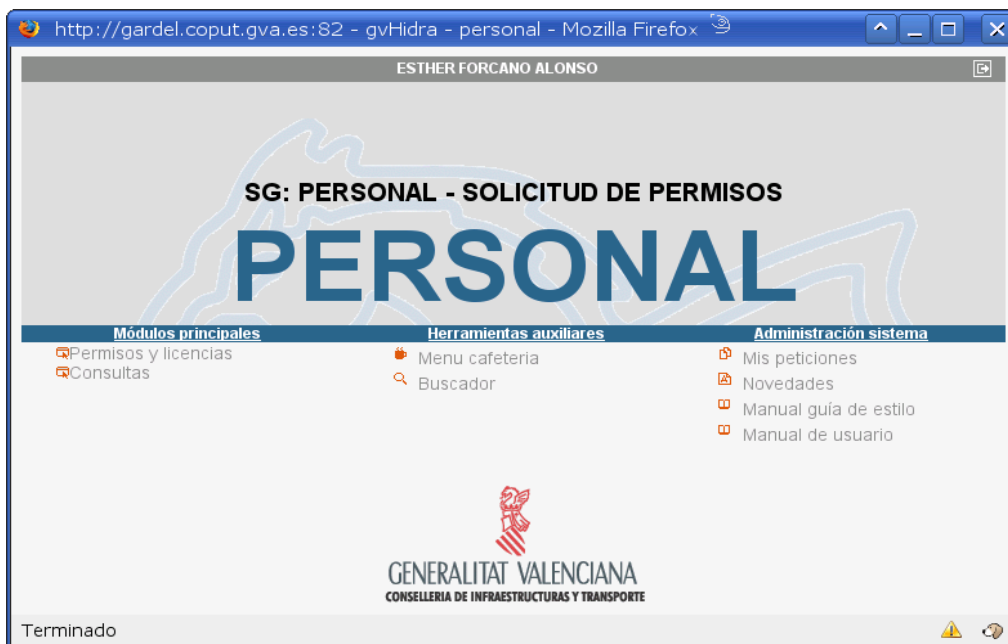 http://gardel.coput.gva.es:82 - gvHidra - personal - Mozilla Firefox
ESTHER FORCANO ALONSO
SG: PERSONAL - SOLICITUD DE PERMISOS
PERSONAL
Módulos principales
Permisos y licencias
Consultas
Herramientas auxiliares
Menu cafeteria
Buscador
Administración sistema
Mis peticiones
Novedades
Manual guía de estilo
Manual de usuario
GENERALITAT VALENCIANA
CONSELLERIA DE INFRAESTRUCTURAS Y TRANSPORTE
Terminado